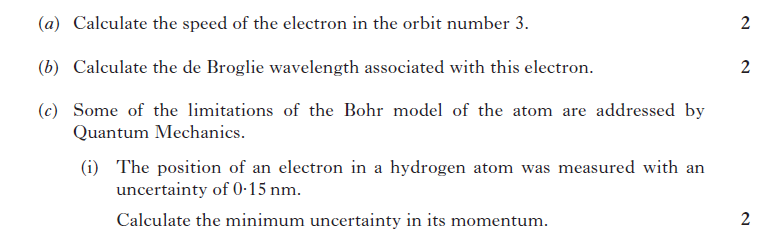 (a) Calculate the speed of the electron in the orbit number 3. 2
(b) Calculate the de Broglie wavelength associated with this electron. 2
(c) Some of the limitations of the Bohr model of the atom are addressed by
Quantum Mechanics.
(i) The position of an electron in a hydrogen atom was measured with an
uncertainty of 0·15 nm.
Calculate the minimum uncertainty in its momentum. 2